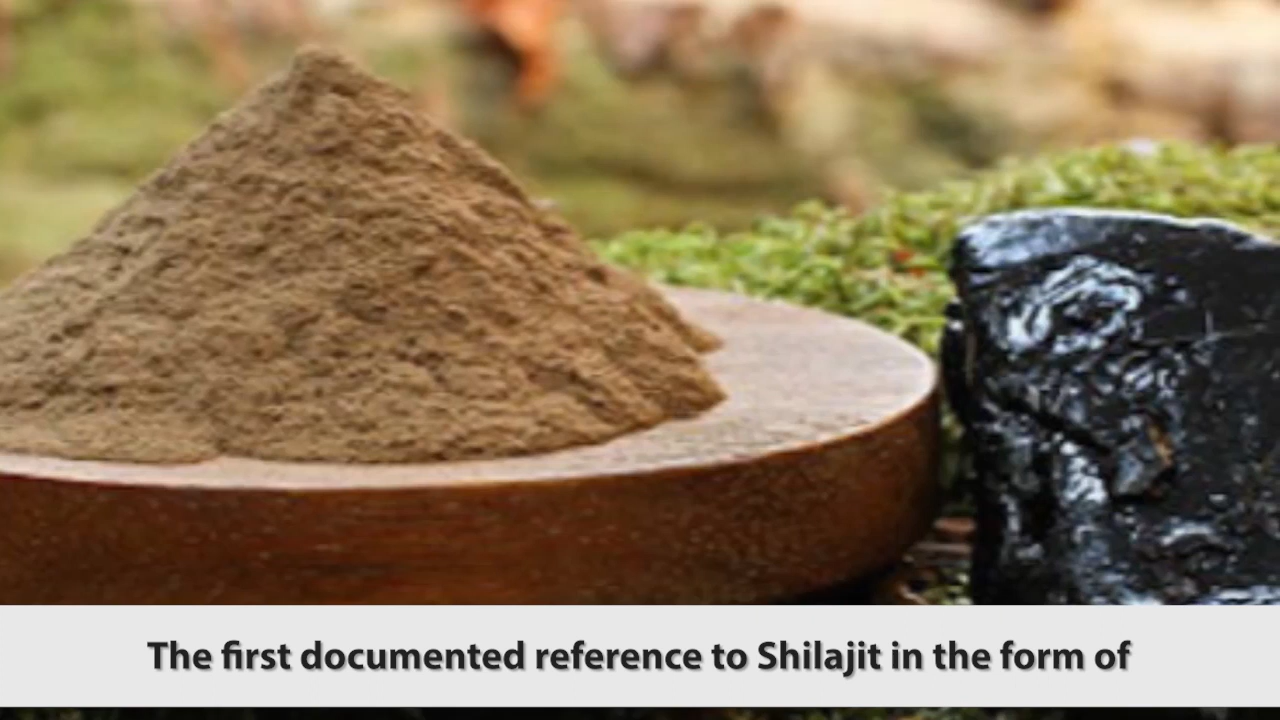 The first documented reference to Shilajit in the form of